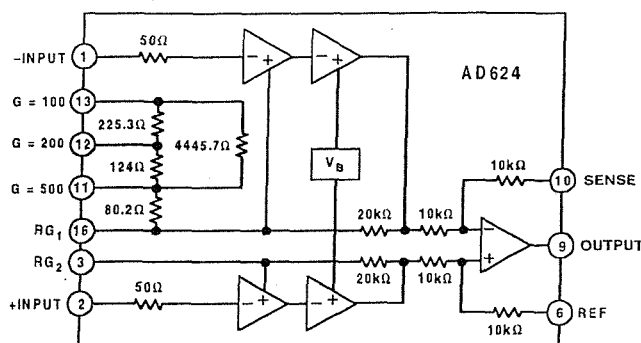 50Ω
-INPUT 1 − + − + AD624
G = 100 13
225.3Ω
G = 200 12 4445.7Ω 10kΩ
124Ω VB 10 SENSE
G = 500 11
80.2Ω 20kΩ 10kΩ
RG1 16 −
RG2 3 + 9 OUTPUT
20kΩ 10kΩ
50Ω
+INPUT 2 − + − + 6 REF
10kΩ